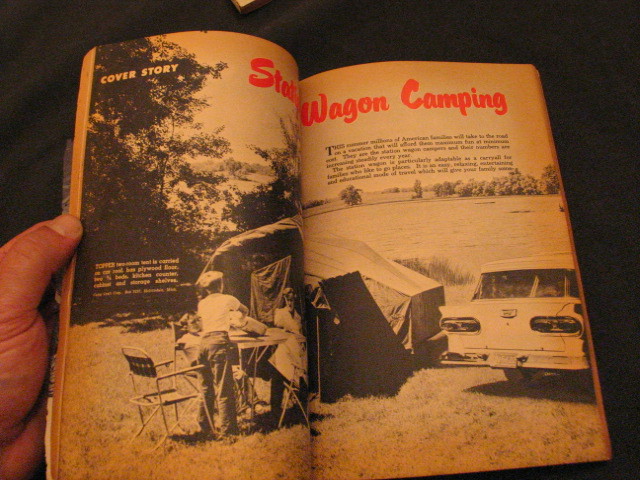 COVER STORY
Stati
Wagon Camping
THIS summer millions of American families will take to the road
on a vacation that will afford them maximum fun at minimum
cost. They are the station wagon campers and their numbers are
increasing steadily every year.
The station wagon is particularly adaptable as a carryall for
families who like to go places. It is an easy, relaxing, entertaining
and educational mode of travel which will give your family some
TOPPER two-room tent is carried
on car roof, has plywood floor,
two ¾ beds, kitchen counter,
cabinet and storage shelves.